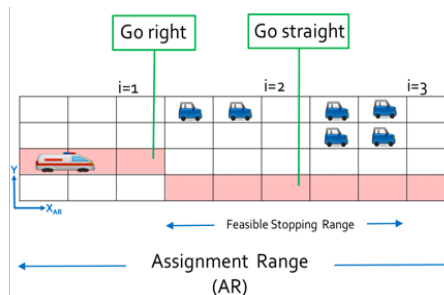 Go right
Go straight
i=1
i=2
i=3
Y
X_AR
Feasible Stopping Range
Assignment Range
(AR)